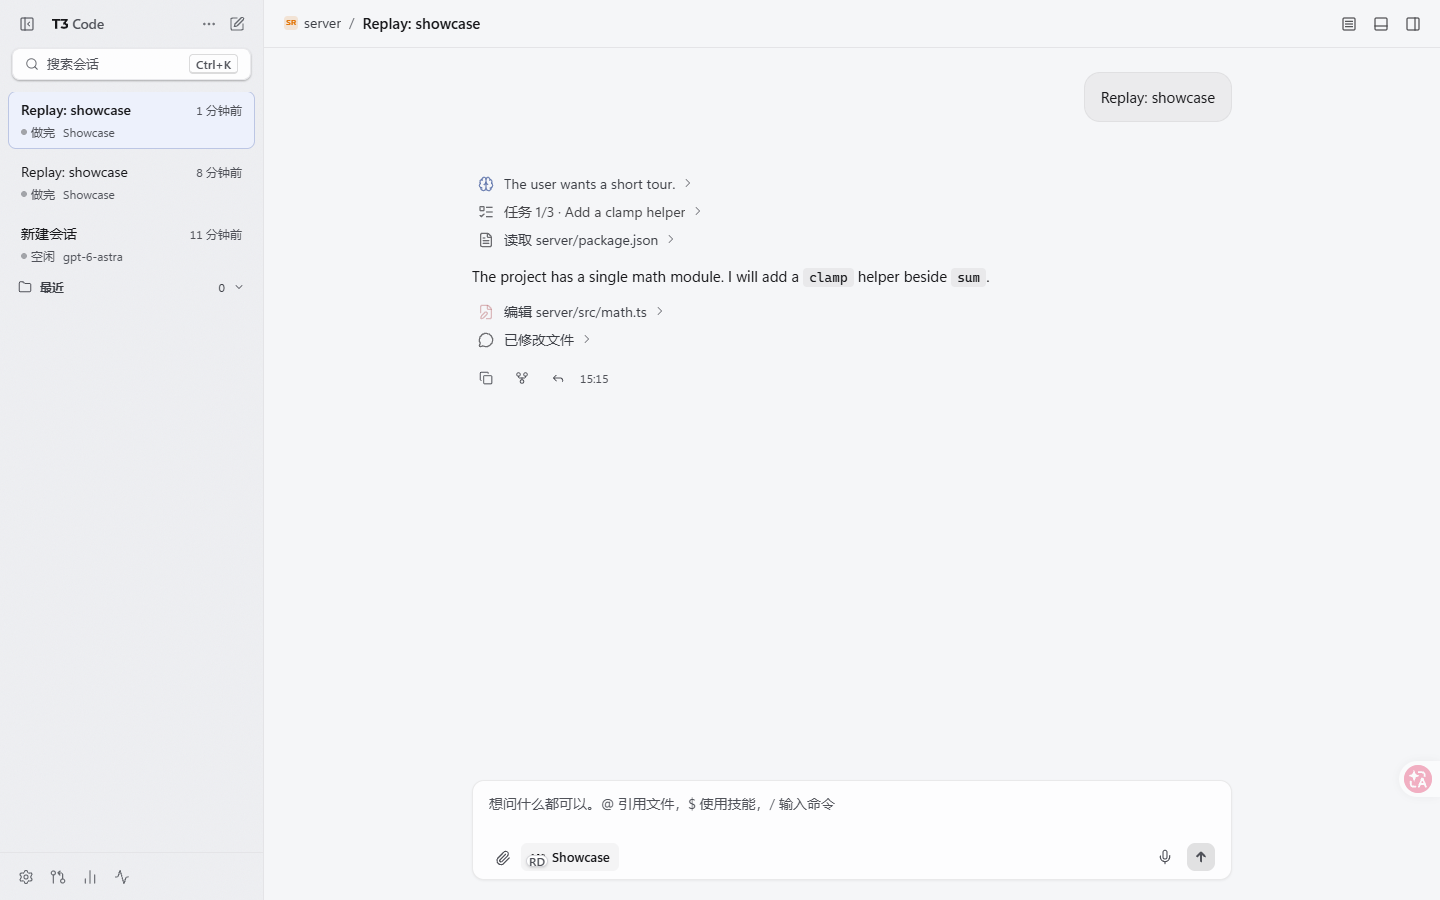 T3 Code
搜索会话 Ctrl+K
Replay: showcase 1 分钟前
做完 Showcase
Replay: showcase 8 分钟前
做完 Showcase
新建会话 11 分钟前
空闲 gpt-6-astra
最近 0
SR server / Replay: showcase
Replay: showcase
The user wants a short tour.
任务 1/3 · Add a clamp helper
读取 server/package.json
The project has a single math module. I will add a clamp helper beside sum.
编辑 server/src/math.ts
已修改文件
15:15
想问什么都可以。@ 引用文件，$ 使用技能，/ 输入命令
RD Showcase